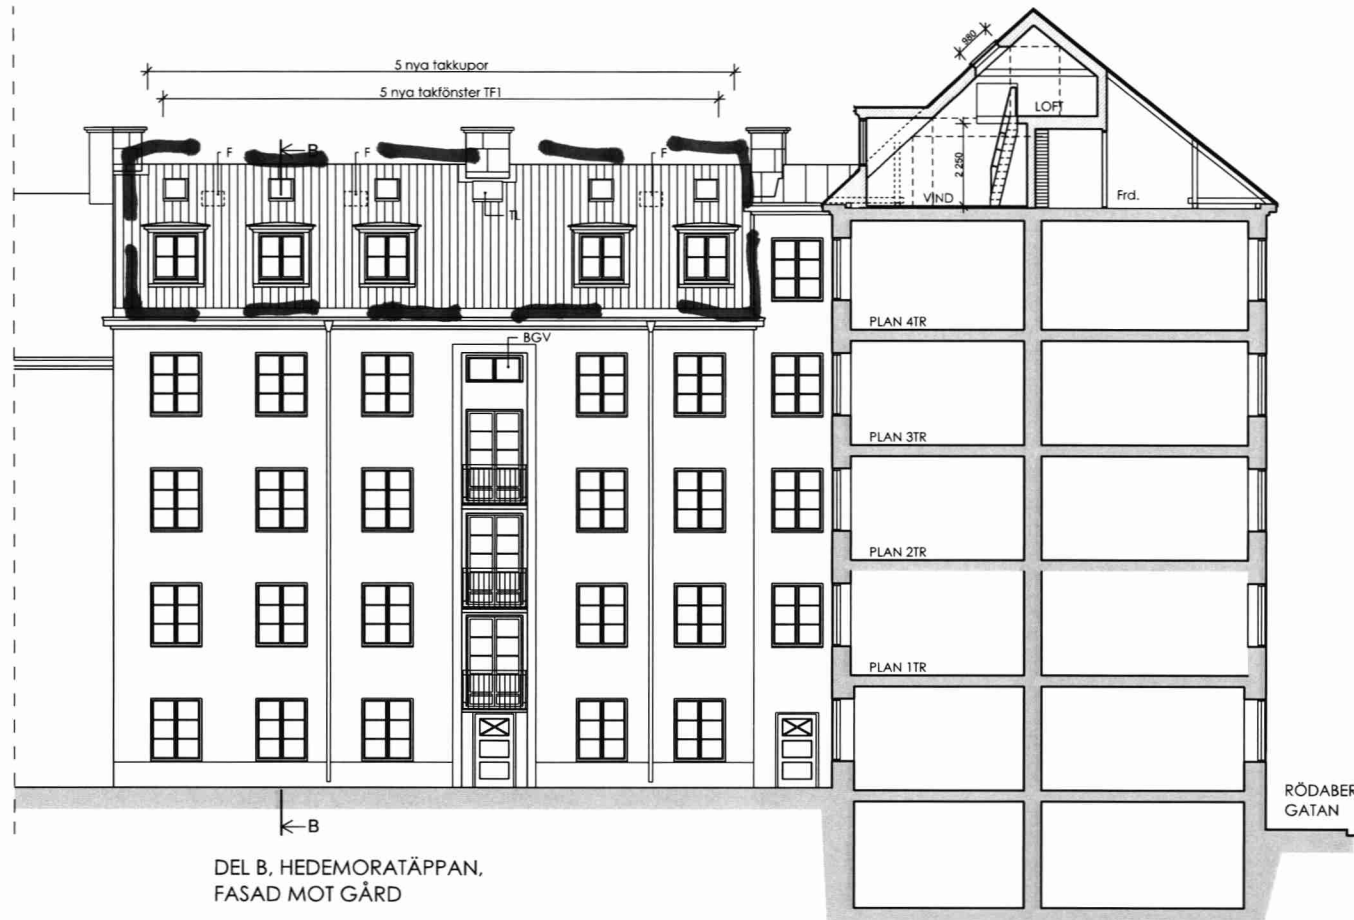 5 nya takkupor
5 nya takfönster TF1
980
LOFT
B
F
F
F
2 250
VIND
Frd.
TL
PLAN 4TR
BGV
PLAN 3TR
PLAN 2TR
PLAN 1TR
RÖDABER
GATAN
B
DEL B, HEDEMORATÄPPAN,
FASAD MOT GÅRD